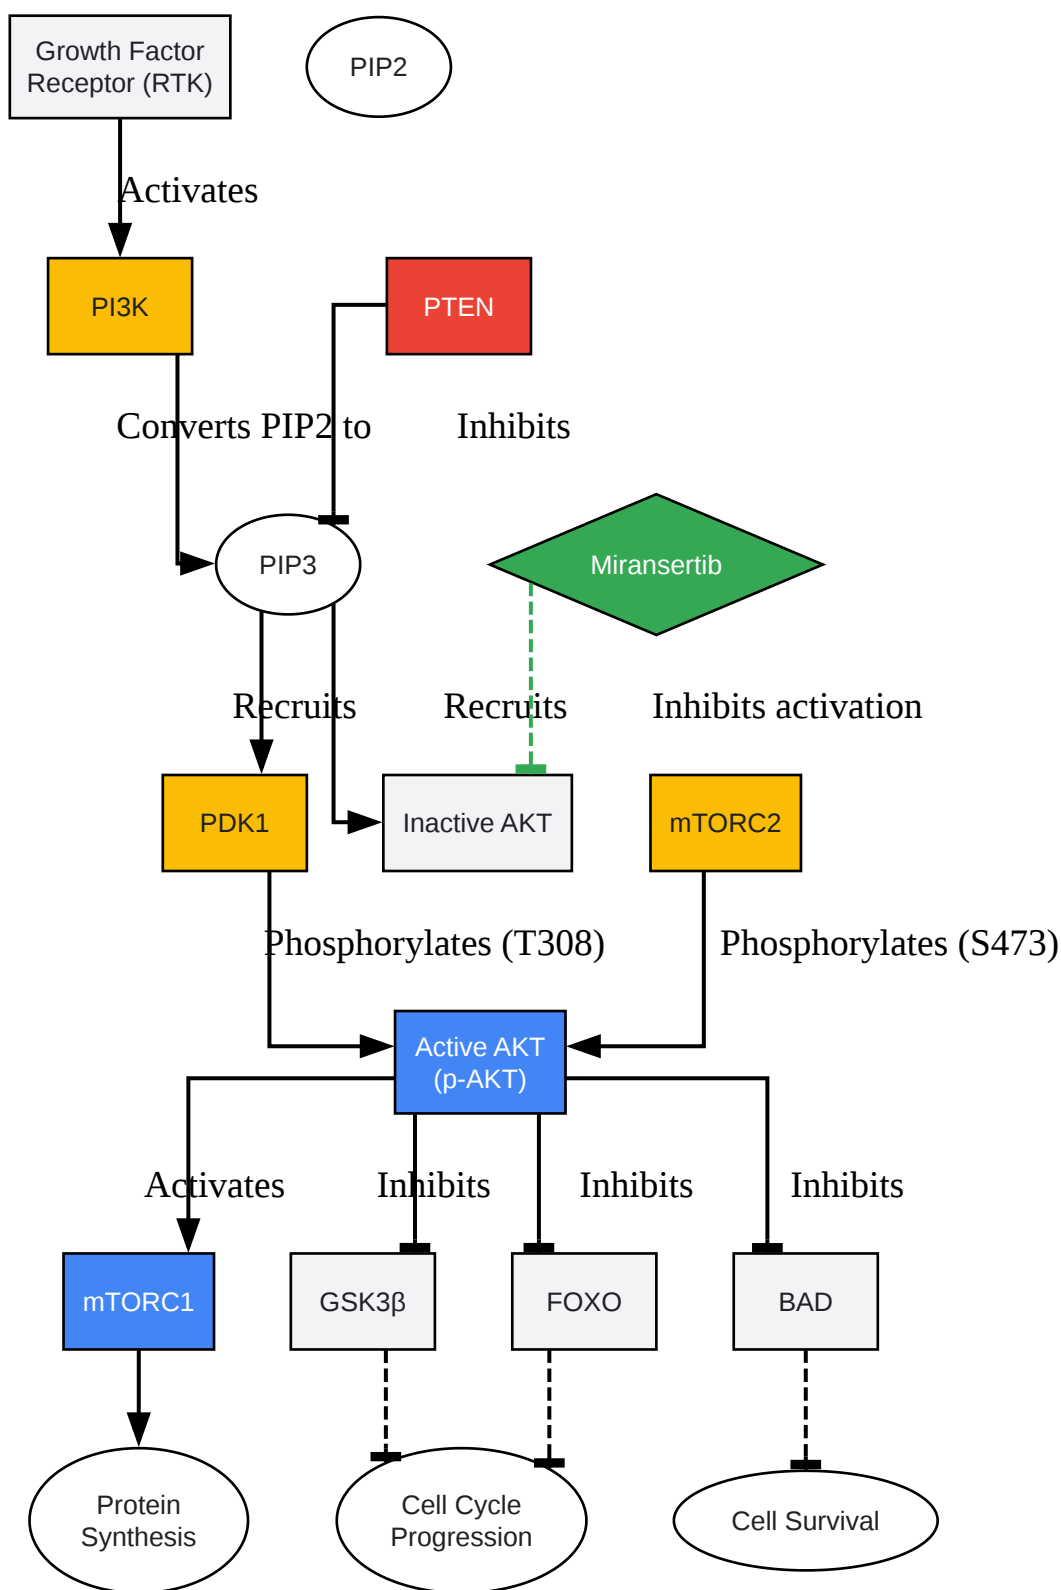 Growth Factor
Receptor (RTK)
PIP2
Activates
PI3K
PTEN
Converts PIP2 to
Inhibits
PIP3
Miransertib
Recruits
Recruits
Inhibits activation
PDK1
Inactive AKT
mTORC2
Phosphorylates (T308)
Phosphorylates (S473)
Active AKT
(p-AKT)
Activates
Inhibits
Inhibits
Inhibits
mTORC1
GSK3β
FOXO
BAD
Protein
Synthesis
Cell Cycle
Progression
Cell Survival